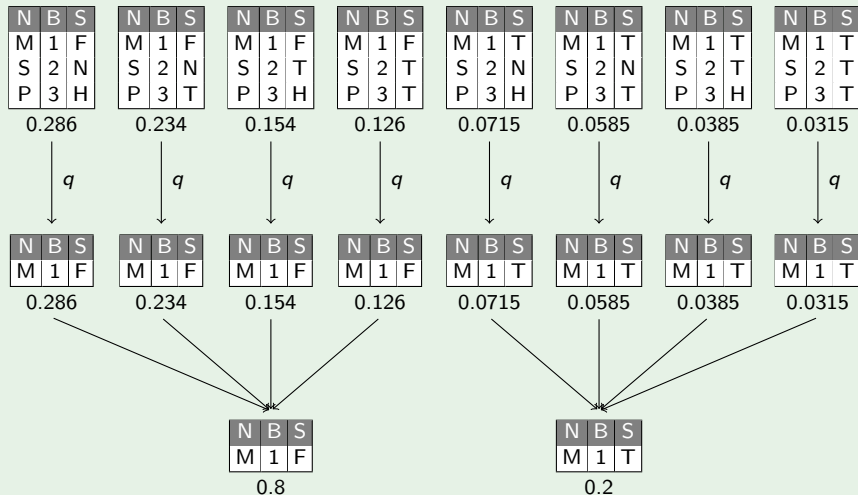 N B S N B S N B S N B S N B S N B S N B S N B S
M 1 F M 1 F M 1 F M 1 F M 1 T M 1 T M 1 T M 1 T
S 2 N S 2 N S 2 T S 2 T S 2 N S 2 N S 2 T S 2 T
P 3 H P 3 T P 3 H P 3 T P 3 H P 3 T P 3 H P 3 T
0.286 0.234 0.154 0.126 0.0715 0.0585 0.0385 0.0315
q q q q q q q q
N B S N B S N B S N B S N B S N B S N B S N B S
M 1 F M 1 F M 1 F M 1 F M 1 T M 1 T M 1 T M 1 T
0.286 0.234 0.154 0.126 0.0715 0.0585 0.0385 0.0315
N B S N B S
M 1 F M 1 T
0.8 0.2